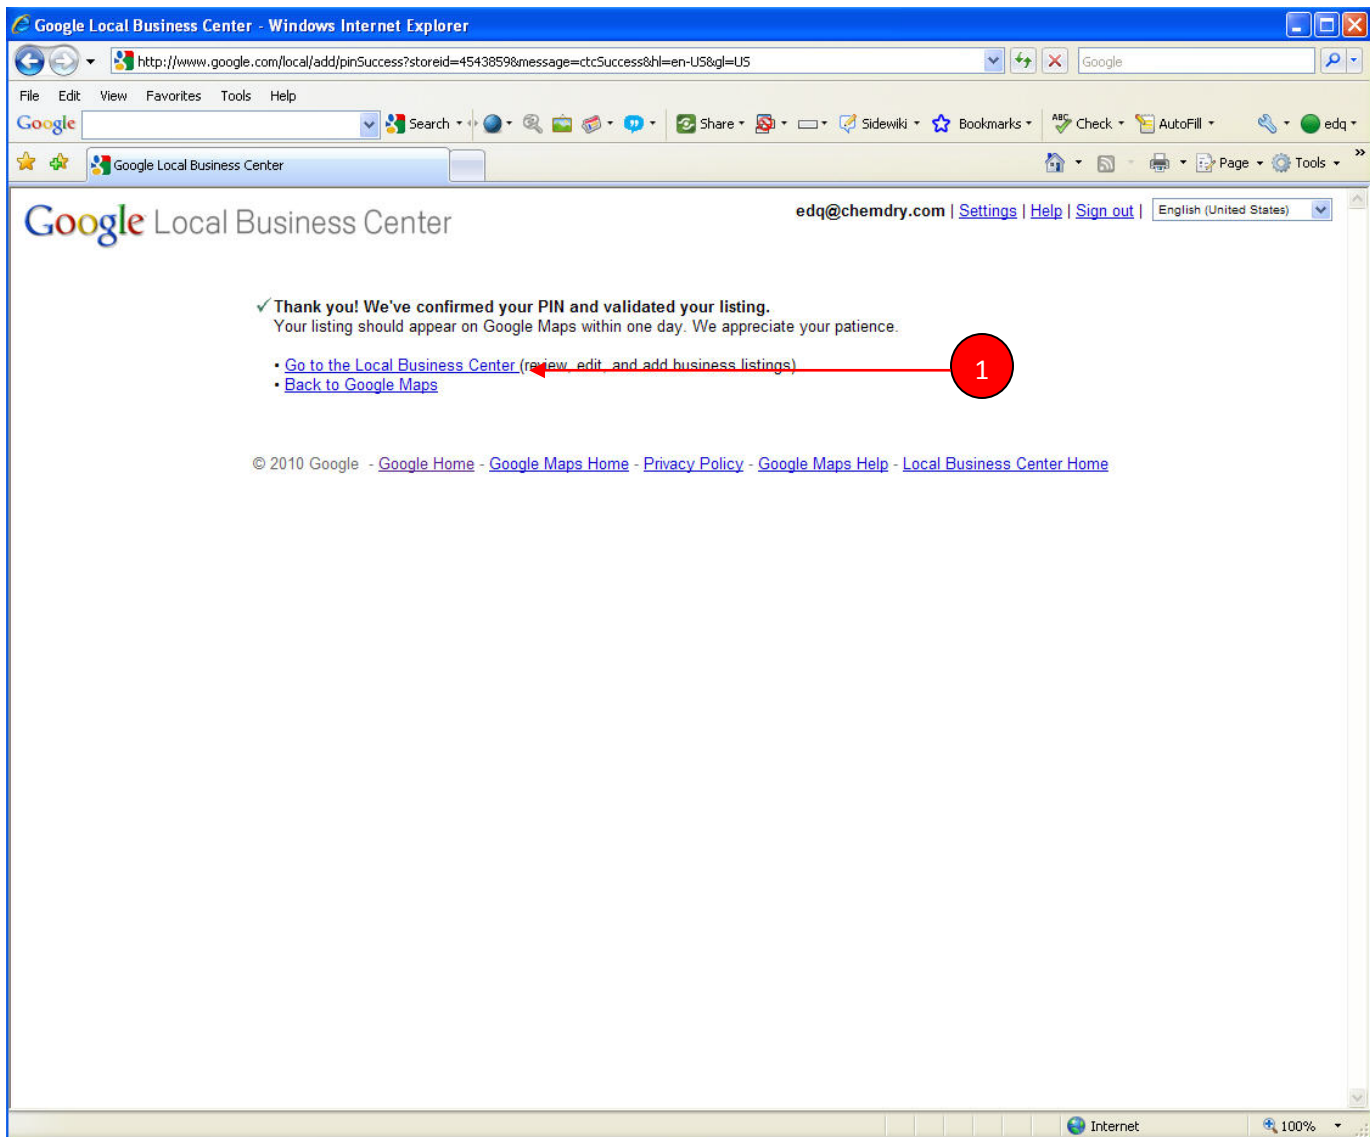 Google Local Business Center - Windows Internet Explorer
http://www.google.com/local/add/pinSuccess?storeid=4543859&message=ctcSuccess&hl=en-US&gl=US
Google
File Edit View Favorites Tools Help
Google Search Share Sidewiki Bookmarks ABC Check AutoFill edq
Google Local Business Center Page Tools »
Google Local Business Center
edq@chemdry.com | Settings | Help | Sign out | English (United States)
✓ Thank you! We've confirmed your PIN and validated your listing.
Your listing should appear on Google Maps within one day. We appreciate your patience.
• Go to the Local Business Center (review, edit, and add business listings)
1
• Back to Google Maps
© 2010 Google - Google Home - Google Maps Home - Privacy Policy - Google Maps Help - Local Business Center Home
Internet 100%